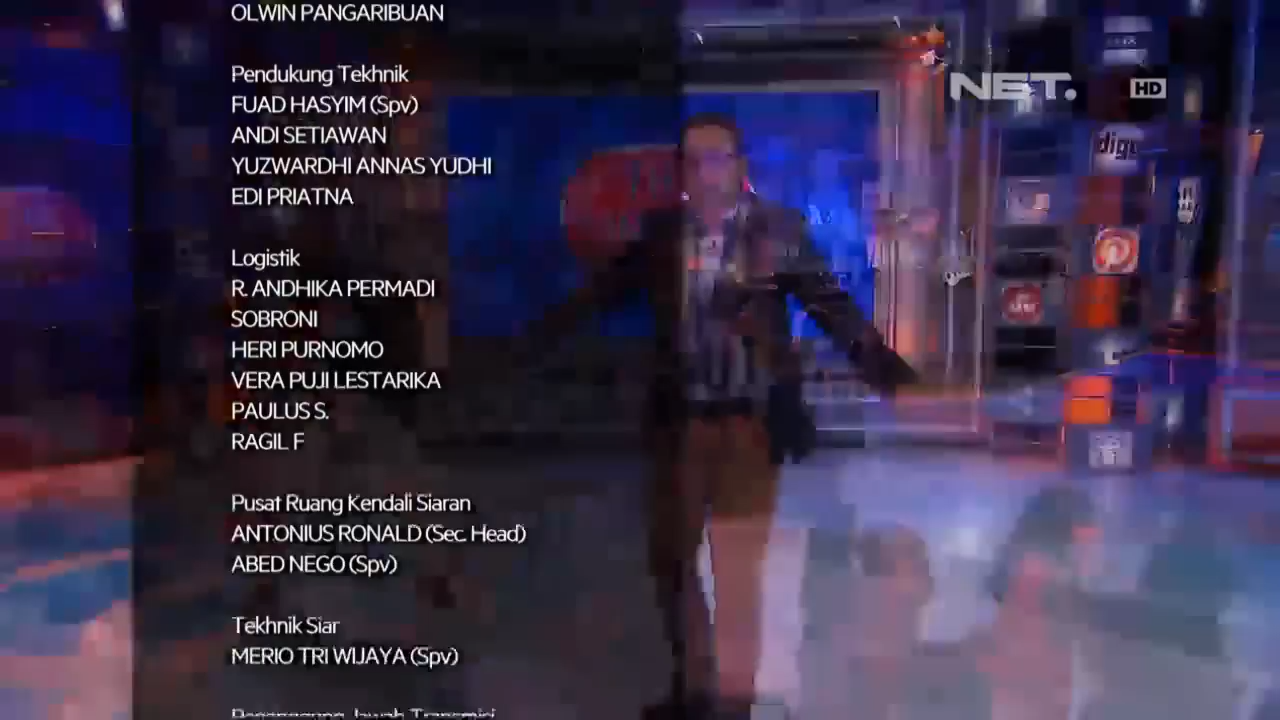 OLWIN PANGARIBUAN
NET.
HD
Pendukung Tekhnik
FUAD HASYIM (Spv)
ANDI SETIAWAN
YUZWARDHI ANNAS YUDHI
EDI PRIATNA
Logistik
R. ANDHIKA PERMADI
SOBRONI
HERI PURNOMO
VERA PUJI LESTARIKA
PAULUS S.
RAGIL F
Pusat Ruang Kendali Siaran
ANTONIUS RONALD (Sec. Head)
ABED NEGO (Spv)
Tekhnik Siar
MERIO TRI WIJAYA (Spv)